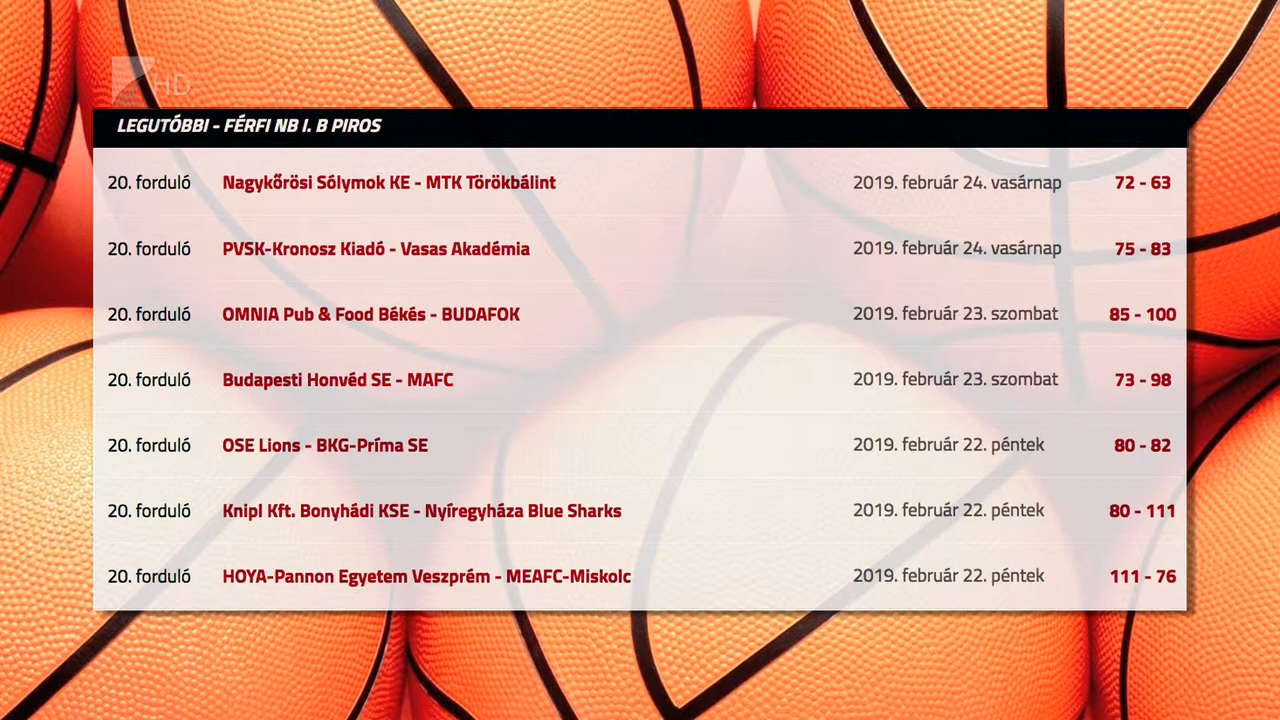 HD
LEGUTÓBBI - FÉRFI NB I. B PIROS
20. forduló Nagykőrösi Sólymok KE - MTK Törökbálint 2019. február 24. vasárnap 72 - 63
20. forduló PVSK-Kronosz Kiadó - Vasas Akadémia 2019. február 24. vasárnap 75 - 83
20. forduló OMNIA Pub & Food Békés - BUDAFOK 2019. február 23. szombat 85 - 100
20. forduló Budapesti Honvéd SE - MAFC 2019. február 23. szombat 73 - 98
20. forduló OSE Lions - BKG-Príma SE 2019. február 22. péntek 80 - 82
20. forduló Knipl Kft. Bonyhádi KSE - Nyíregyháza Blue Sharks 2019. február 22. péntek 80 - 111
20. forduló HOYA-Pannon Egyetem Veszprém - MEAFC-Miskolc 2019. február 22. péntek 111 - 76